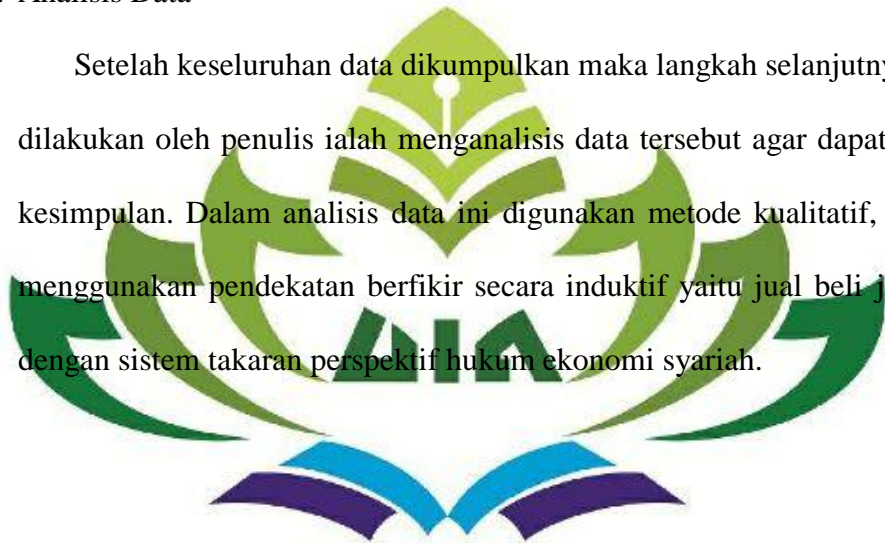 Analisis Data
Setelah keseluruhan data dikumpulkan maka langkah selanjutny
dilakukan oleh penulis ialah menganalisis data tersebut agar dapat
kesimpulan. Dalam analisis data ini digunakan metode kualitatif,
menggunakan pendekatan berfikir secara induktif yaitu jual beli j
dengan sistem takaran perspektif hukum ekonomi syariah.
UIN